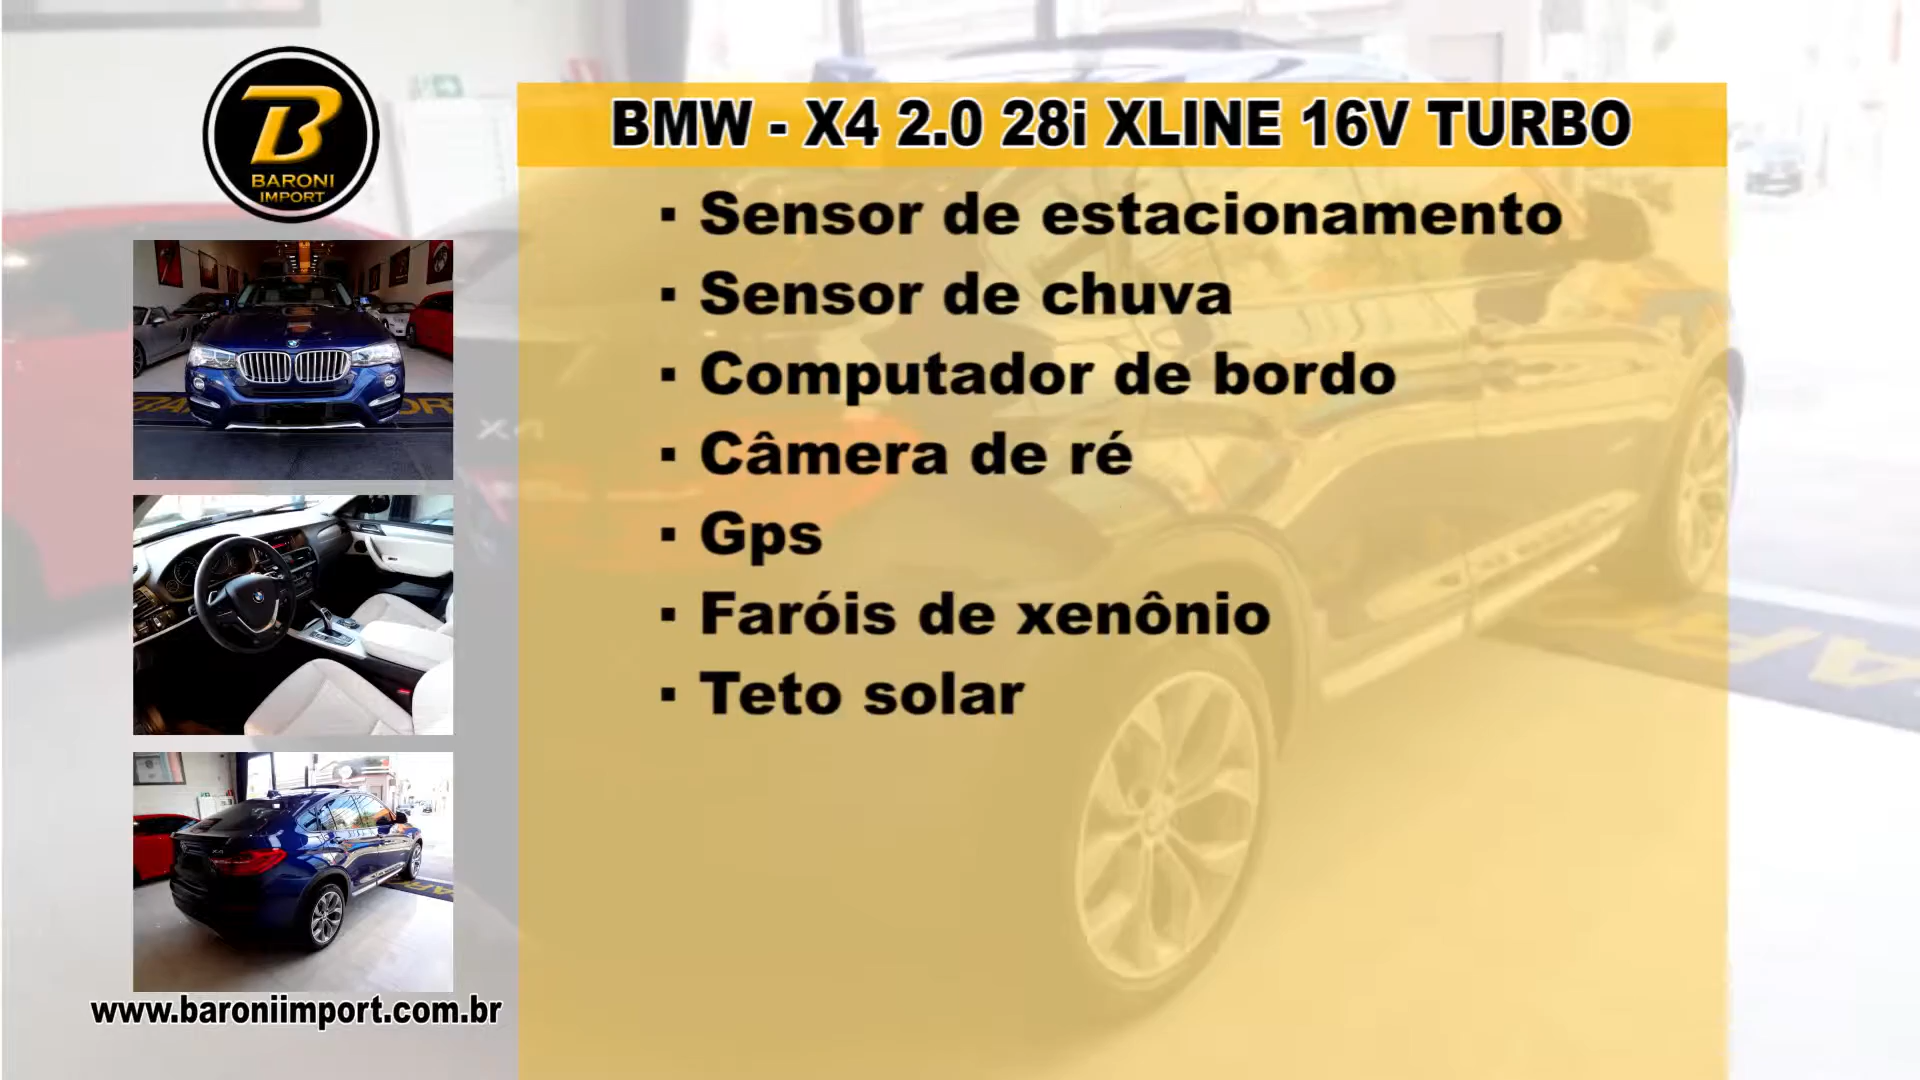 B
BARONI
IMPORT
BMW - X4 2.0 28i XLINE 16V TURBO
▪ Sensor de estacionamento
▪ Sensor de chuva
▪ Computador de bordo
▪ Câmera de ré
▪ Gps
▪ Faróis de xenônio
▪ Teto solar
X4
www.baroniimport.com.br